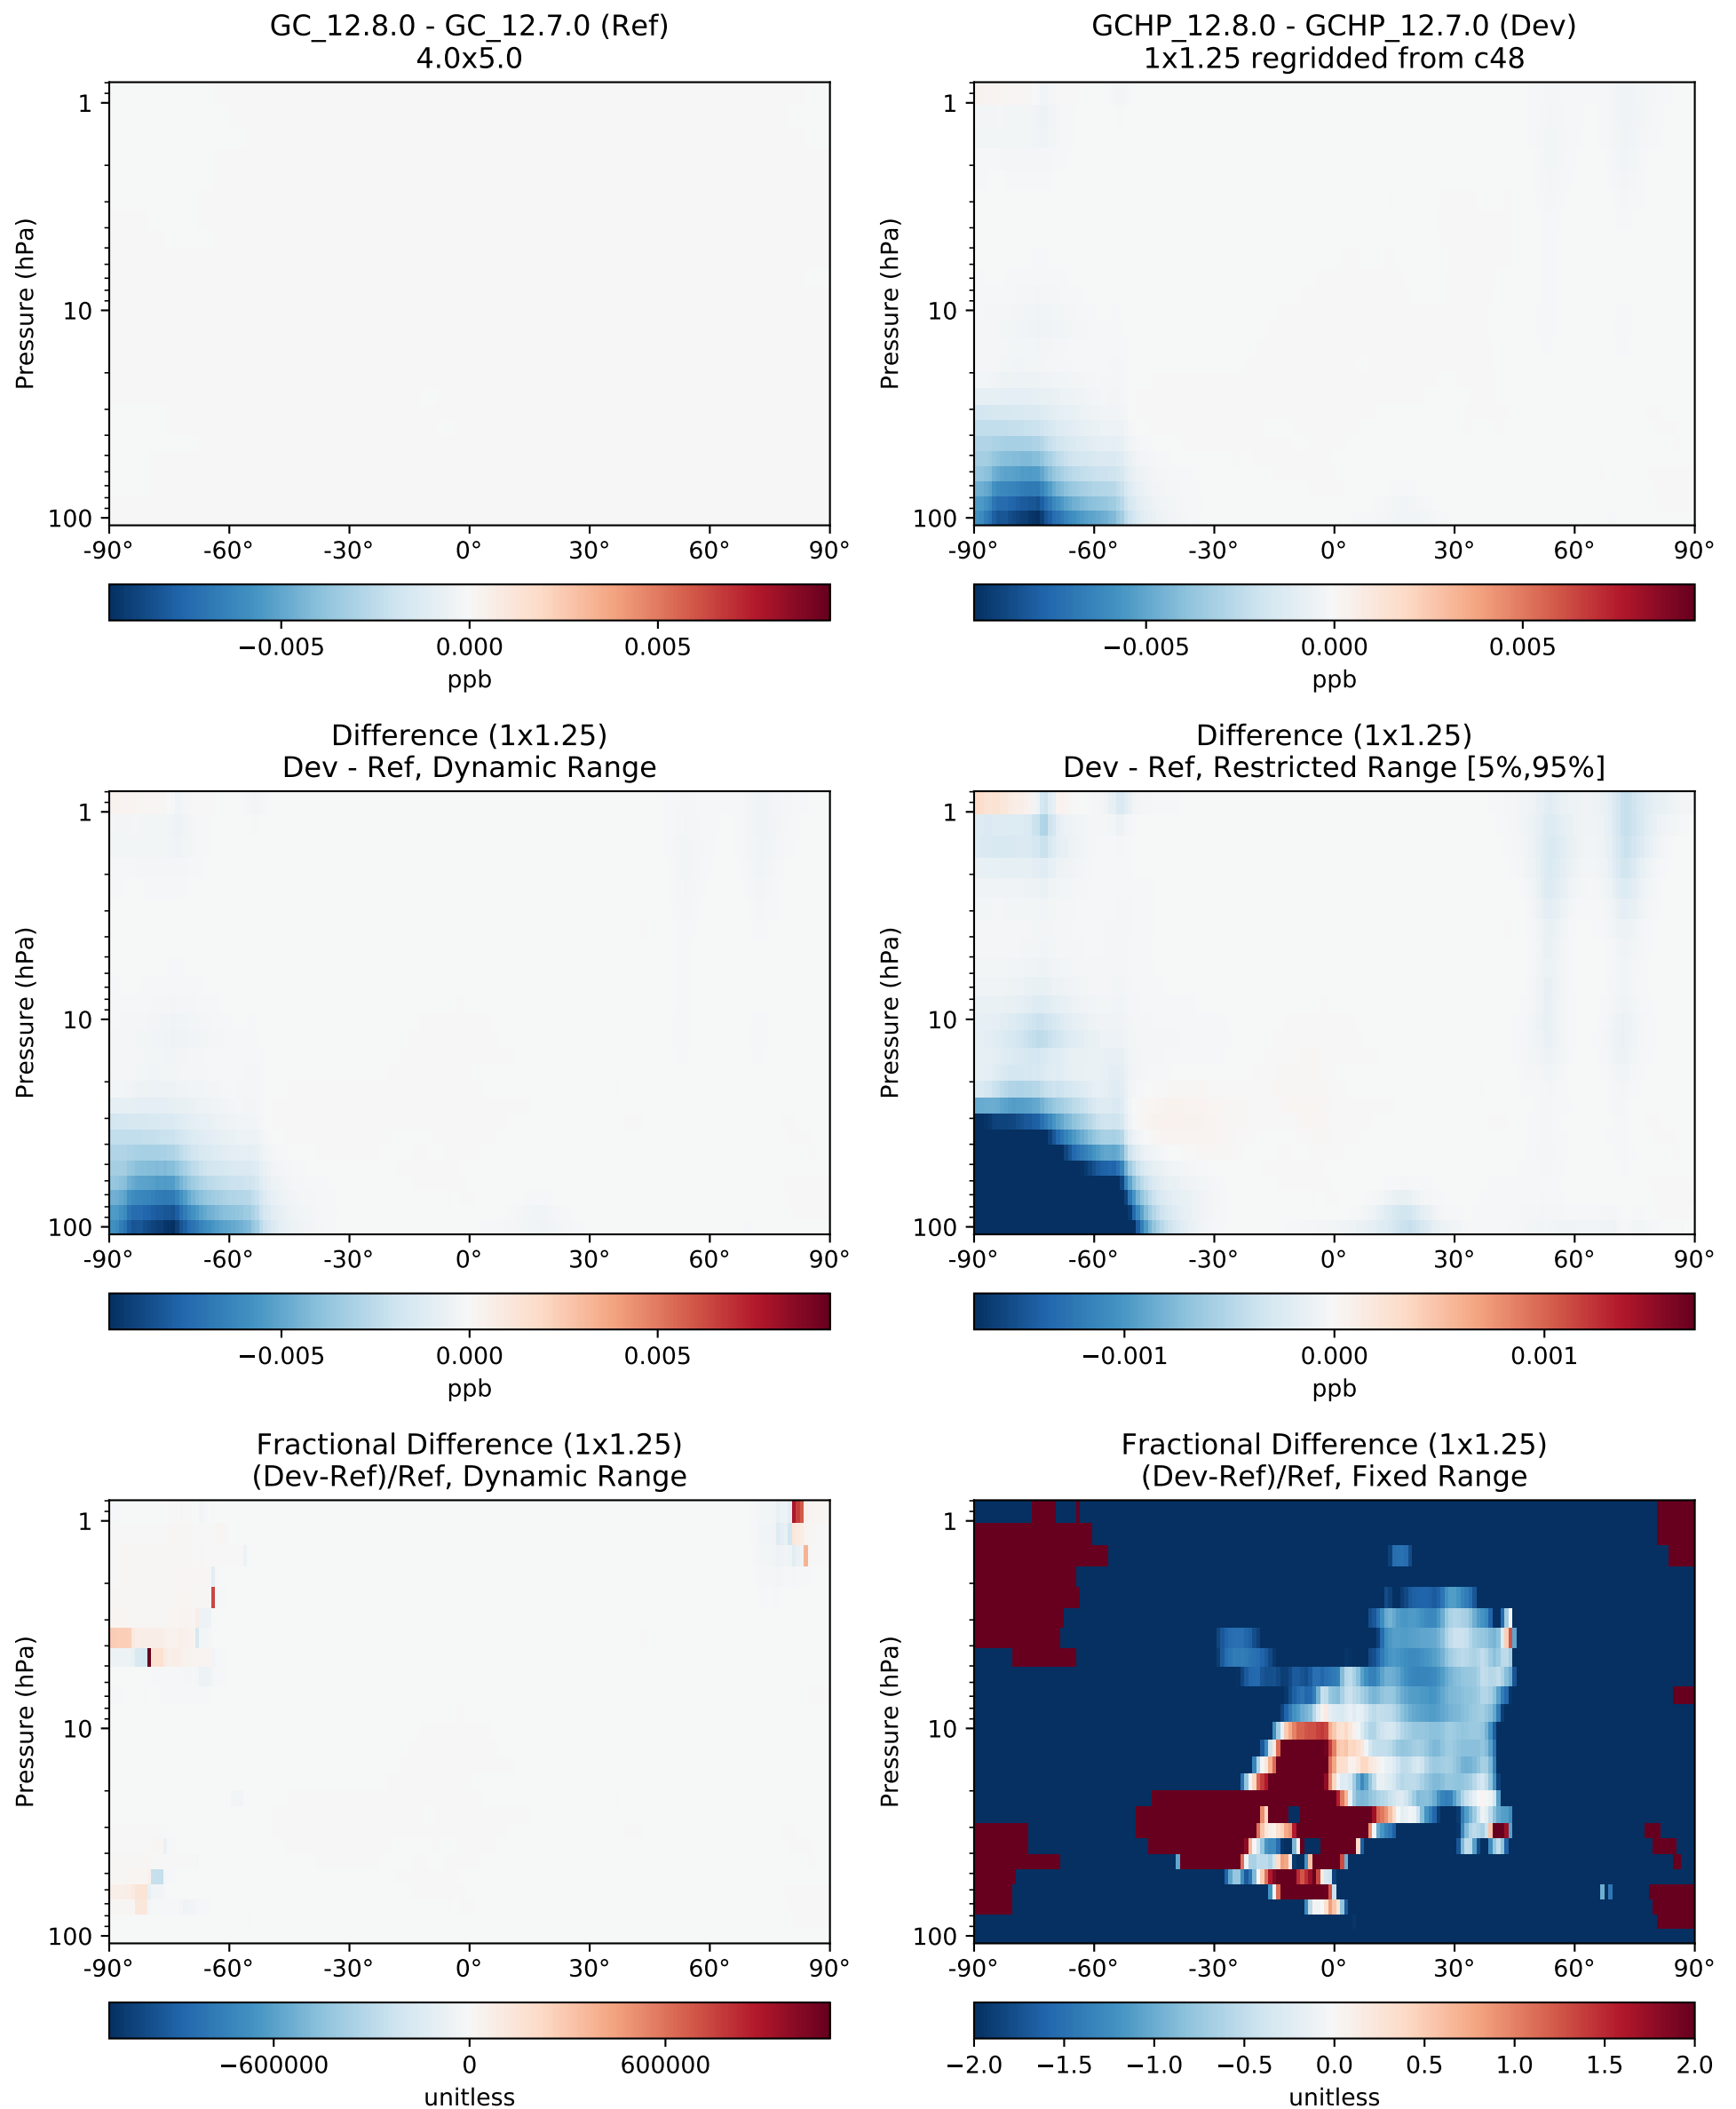 GC_12.8.0 - GC_12.7.0 (Ref)
4.0x5.0
Pressure (hPa)
1
10
100
-90° -60° -30° 0° 30° 60° 90°
−0.005 0.000 0.005
ppb
GCHP_12.8.0 - GCHP_12.7.0 (Dev)
1x1.25 regridded from c48
Pressure (hPa)
1
10
100
-90° -60° -30° 0° 30° 60° 90°
−0.005 0.000 0.005
ppb
Difference (1x1.25)
Dev - Ref, Dynamic Range
Pressure (hPa)
1
10
100
-90° -60° -30° 0° 30° 60° 90°
−0.005 0.000 0.005
ppb
Difference (1x1.25)
Dev - Ref, Restricted Range [5%,95%]
Pressure (hPa)
1
10
100
-90° -60° -30° 0° 30° 60° 90°
−0.001 0.000 0.001
ppb
Fractional Difference (1x1.25)
(Dev-Ref)/Ref, Dynamic Range
Pressure (hPa)
1
10
100
-90° -60° -30° 0° 30° 60° 90°
−600000 0 600000
unitless
Fractional Difference (1x1.25)
(Dev-Ref)/Ref, Fixed Range
Pressure (hPa)
1
10
100
-90° -60° -30° 0° 30° 60° 90°
−2.0 −1.5 −1.0 −0.5 0.0 0.5 1.0 1.5 2.0
unitless